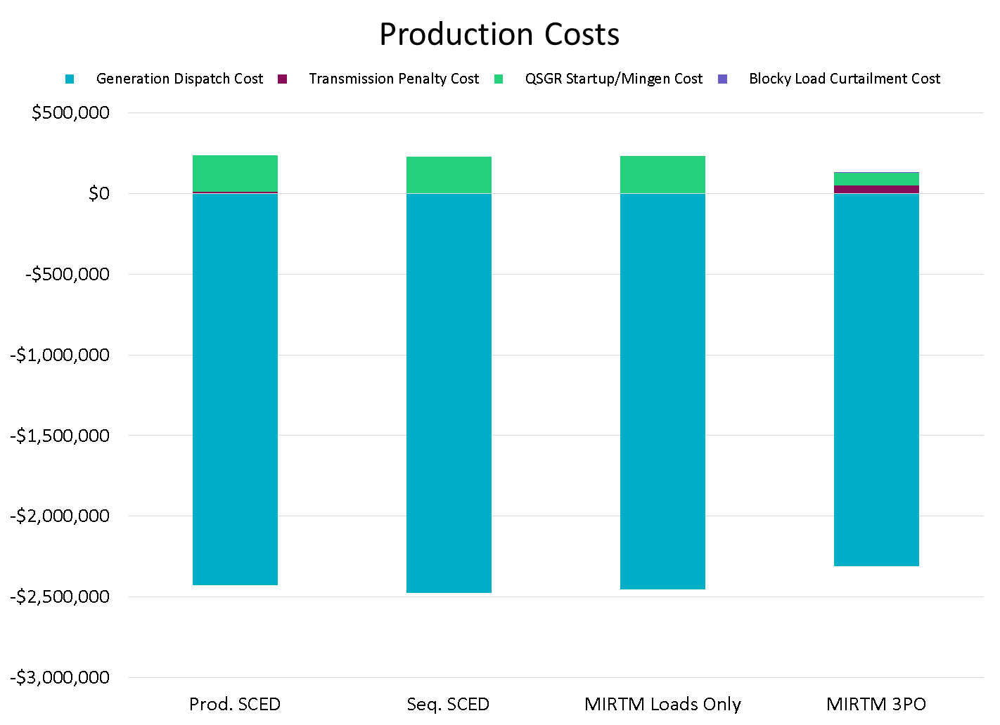 Production Costs
Generation Dispatch Cost Transmission Penalty Cost QSGR Startup/Mingen Cost Blocky Load Curtailment Cost
$500,000
$0
-$500,000
-$1,000,000
-$1,500,000
-$2,000,000
-$2,500,000
-$3,000,000
Prod. SCED Seq. SCED MIRTM Loads Only MIRTM 3PO